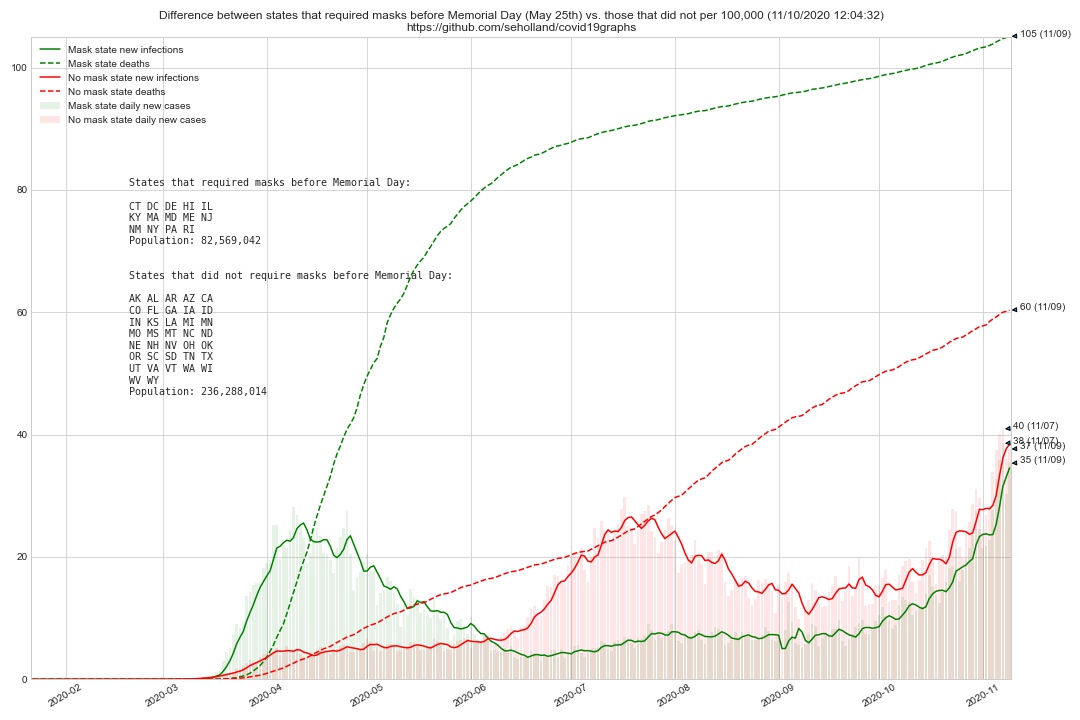 Difference between states that required masks before Memorial Day (May 25th) vs. those that did not per 100,000 (11/10/2020 12:04:32)
https://github.com/seholland/covid19graphs
Mask state new infections
Mask state deaths
No mask state new infections
No mask state deaths
Mask state daily new cases
No mask state daily new cases
States that required masks before Memorial Day:
CT DC DE HI IL
KY MA MD ME NJ
NM NY PA RI
Population: 82,569,042
States that did not require masks before Memorial Day:
AK AL AR AZ CA
CO FL GA IA ID
IN KS LA MI MN
MO MS MT NC ND
NE NH NV OH OK
OR SC SD TN TX
UT VA VT WA WI
WV WY
Population: 236,288,014
105 (11/09)
60 (11/09)
40 (11/07)
38 (11/07)
37 (11/09)
35 (11/09)
100
80
60
40
20
0
2020-02
2020-03
2020-04
2020-05
2020-06
2020-07
2020-08
2020-09
2020-10
2020-11